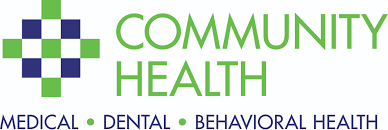 COMMUNITY
HEALTH
MEDICAL • DENTAL • BEHAVIORAL HEALTH